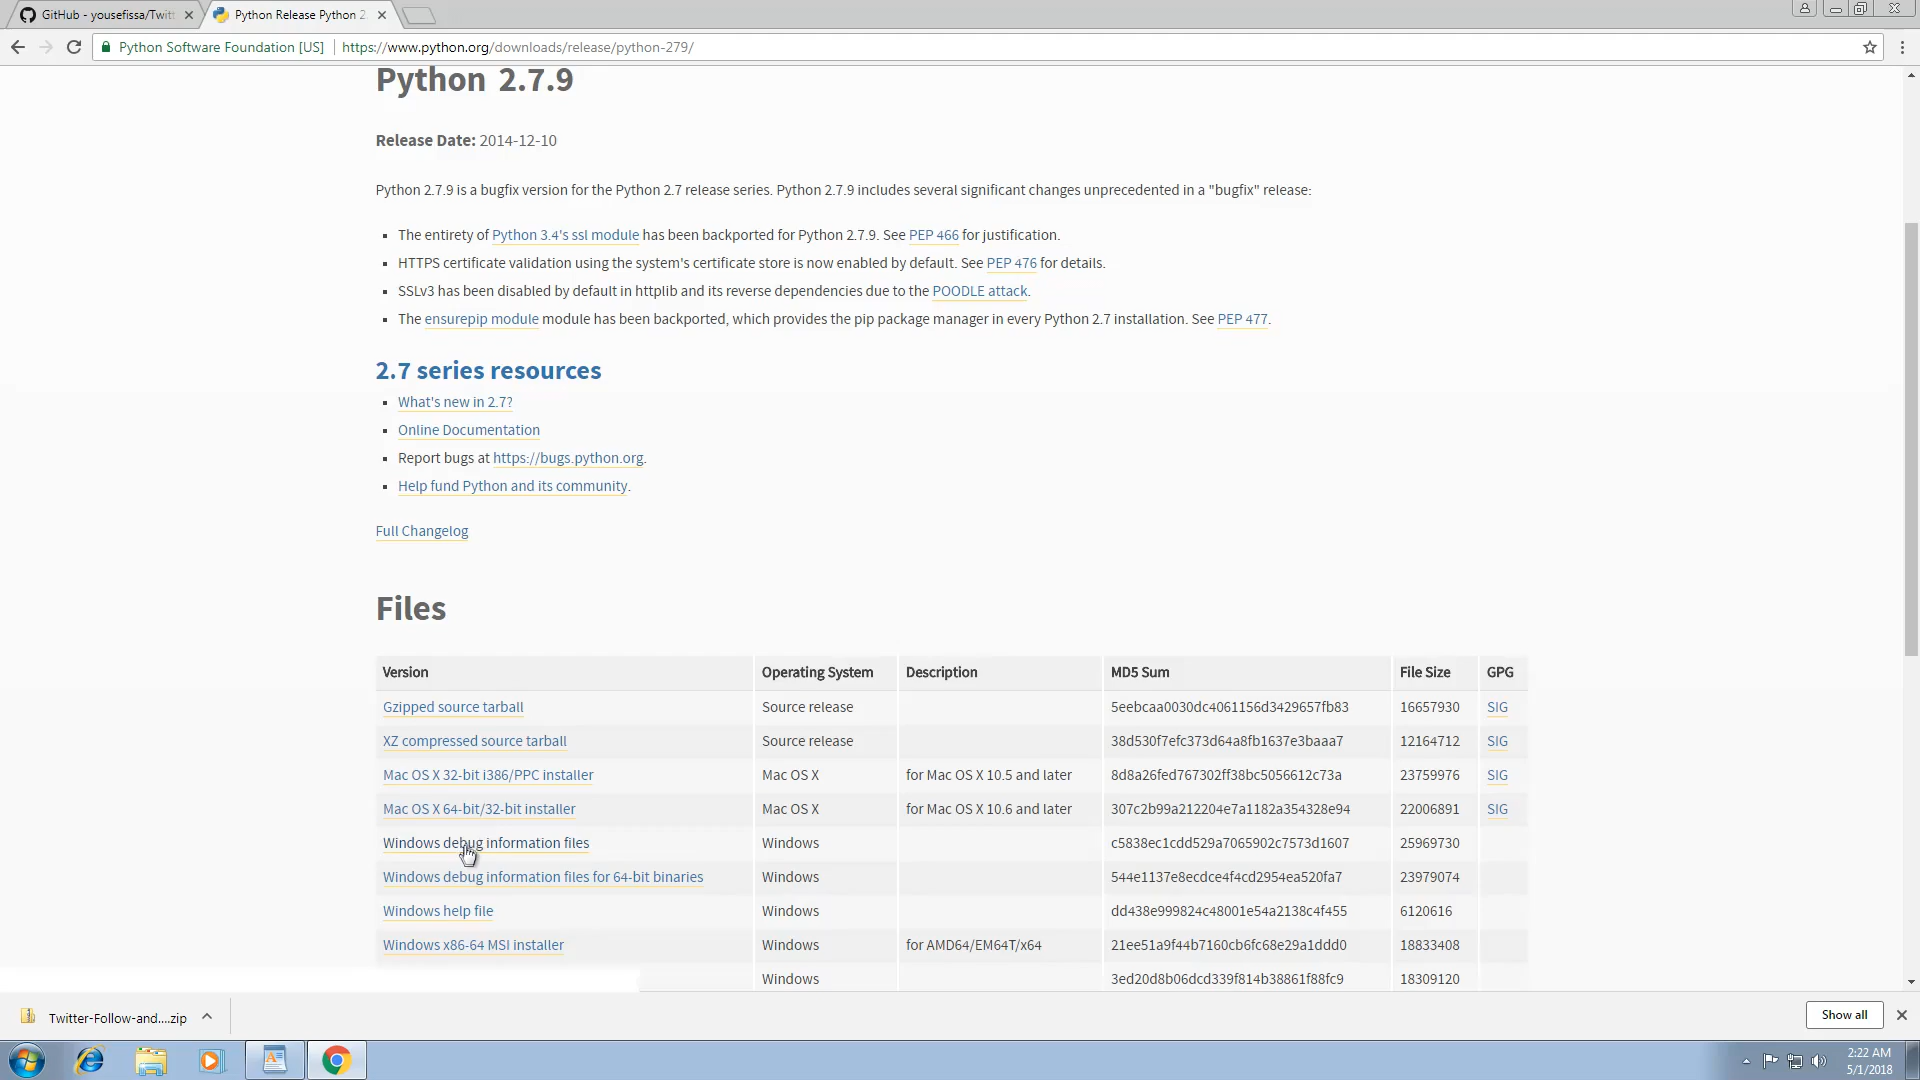 GitHub - yousefissa/Twitt
Python Release Python 2.
Python Software Foundation [US]
https://www.python.org/downloads/release/python-279/
Python 2.7.9
Release Date: 2014-12-10
Python 2.7.9 is a bugfix version for the Python 2.7 release series. Python 2.7.9 includes several significant changes unprecedented in a "bugfix" release:
The entirety of Python 3.4's ssl module has been backported for Python 2.7.9. See PEP 466 for justification.
HTTPS certificate validation using the system's certificate store is now enabled by default. See PEP 476 for details.
SSLv3 has been disabled by default in httplib and its reverse dependencies due to the POODLE attack.
The ensurepip module module has been backported, which provides the pip package manager in every Python 2.7 installation. See PEP 477.
2.7 series resources
What's new in 2.7?
Online Documentation
Report bugs at https://bugs.python.org.
Help fund Python and its community.
Full Changelog
Files
Version Operating System Description MD5 Sum File Size GPG
Gzipped source tarball Source release 5eebcaa0030dc4061156d3429657fb83 16657930 SIG
XZ compressed source tarball Source release 38d530f7efc373d64a8fb1637e3baaa7 12164712 SIG
Mac OS X 32-bit i386/PPC installer Mac OS X for Mac OS X 10.5 and later 8d8a26fed767302ff38bc5056612c73a 23759976 SIG
Mac OS X 64-bit/32-bit installer Mac OS X for Mac OS X 10.6 and later 307c2b99a212204e7a1182a354328e94 22006891 SIG
Windows debug information files Windows c5838ec1cdd529a7065902c7573d1607 25969730
Windows debug information files for 64-bit binaries Windows 544e1137e8ecdce4f4cd2954ea520fa7 23979074
Windows help file Windows dd438e999824c48001e54a2138c4f455 6120616
Windows x86-64 MSI installer Windows for AMD64/EM64T/x64 21ee51a9f44b7160cb6fc68e29a1ddd0 18833408
Windows 3ed20d8b06dcd339f814b38861f88fc9 18309120
Twitter-Follow-and....zip
Show all
2:22 AM
5/1/2018